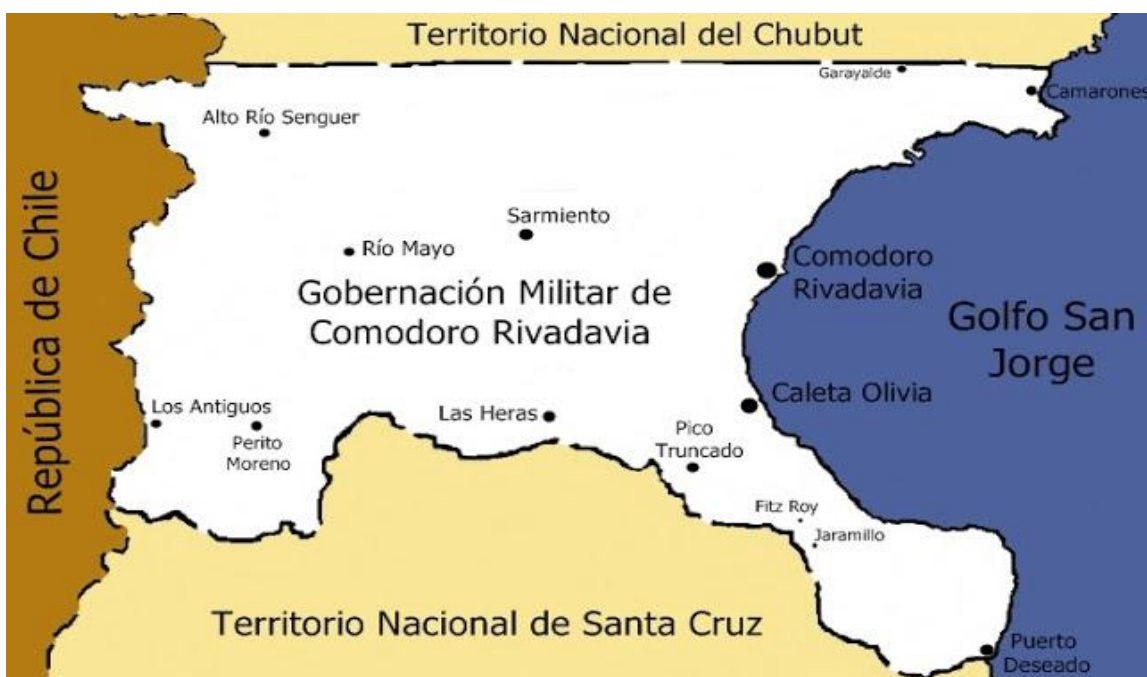 Territorio Nacional del Chubut
Garayalde
Camarones
Alto Río Senguer
República de Chile
Sarmiento
Río Mayo
Comodoro
Rivadavia
Gobernación Militar de
Comodoro Rivadavia
Golfo San
Jorge
Caleta Olivia
Los Antiguos
Las Heras
Perito
Moreno
Pico
Truncado
Fitz Roy
Jaramillo
Territorio Nacional de Santa Cruz
Puerto
Deseado